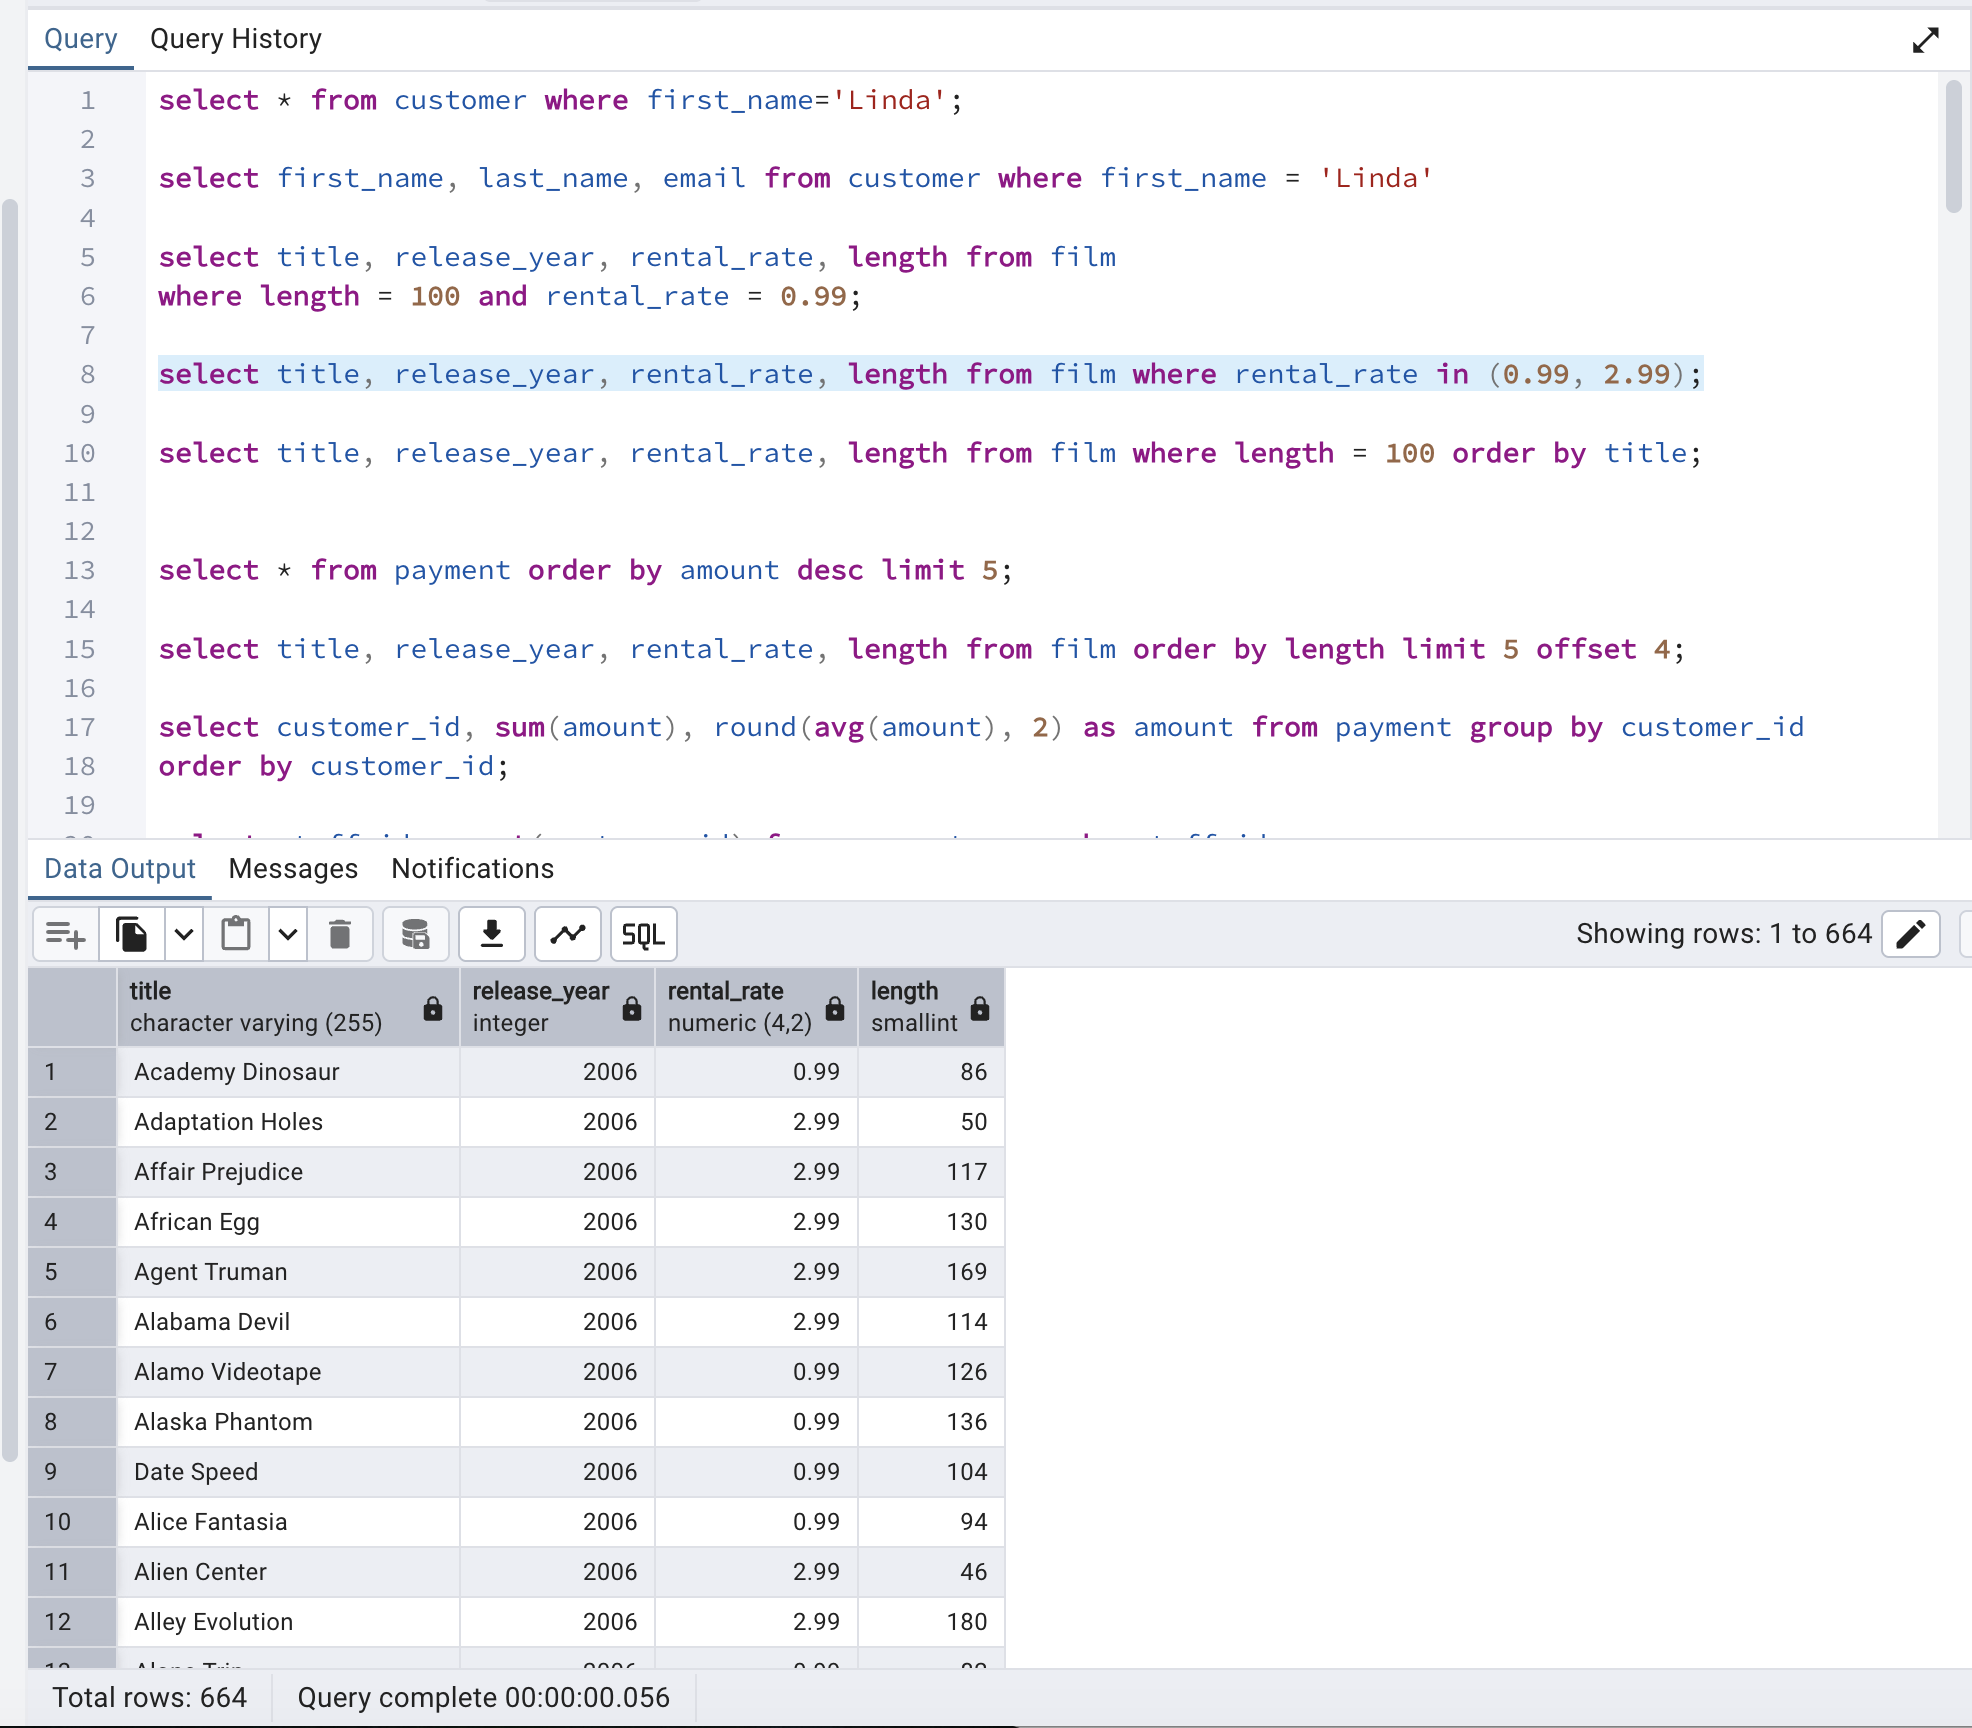 Query Query History
1 select * from customer where first_name='Linda';
2
3 select first_name, last_name, email from customer where first_name = 'Linda'
4
5 select title, release_year, rental_rate, length from film
6 where length = 100 and rental_rate = 0.99;
7
8 select title, release_year, rental_rate, length from film where rental_rate in (0.99, 2.99);
9
10 select title, release_year, rental_rate, length from film where length = 100 order by title;
11
12
13 select * from payment order by amount desc limit 5;
14
15 select title, release_year, rental_rate, length from film order by length limit 5 offset 4;
16
17 select customer_id, sum(amount), round(avg(amount), 2) as amount from payment group by customer_id
18 order by customer_id;
19
Data Output Messages Notifications
SQL Showing rows: 1 to 664
title release_year rental_rate length
character varying (255) integer numeric (4,2) smallint
1 Academy Dinosaur 2006 0.99 86
2 Adaptation Holes 2006 2.99 50
3 Affair Prejudice 2006 2.99 117
4 African Egg 2006 2.99 130
5 Agent Truman 2006 2.99 169
6 Alabama Devil 2006 2.99 114
7 Alamo Videotape 2006 0.99 126
8 Alaska Phantom 2006 0.99 136
9 Date Speed 2006 0.99 104
10 Alice Fantasia 2006 0.99 94
11 Alien Center 2006 2.99 46
12 Alley Evolution 2006 2.99 180
Total rows: 664 Query complete 00:00:00.056